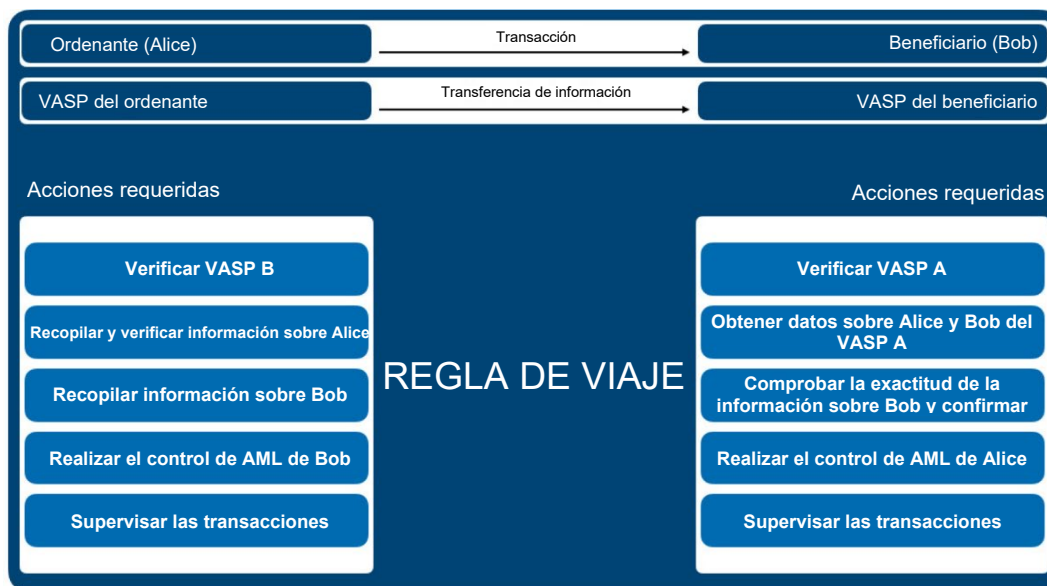 Ordenante (Alice)
Transacción
Beneficiario (Bob)
VASP del ordenante
Transferencia de información
VASP del beneficiario
Acciones requeridas
Verificar VASP B
Recopilar y verificar información sobre Alice
Recopilar información sobre Bob
Realizar el control de AML de Bob
Supervisar las transacciones
REGLA DE VIAJE
Acciones requeridas
Verificar VASP A
Obtener datos sobre Alice y Bob del
VASP A
Comprobar la exactitud de la
información sobre Bob y confirmar
Realizar el control de AML de Alice
Supervisar las transacciones